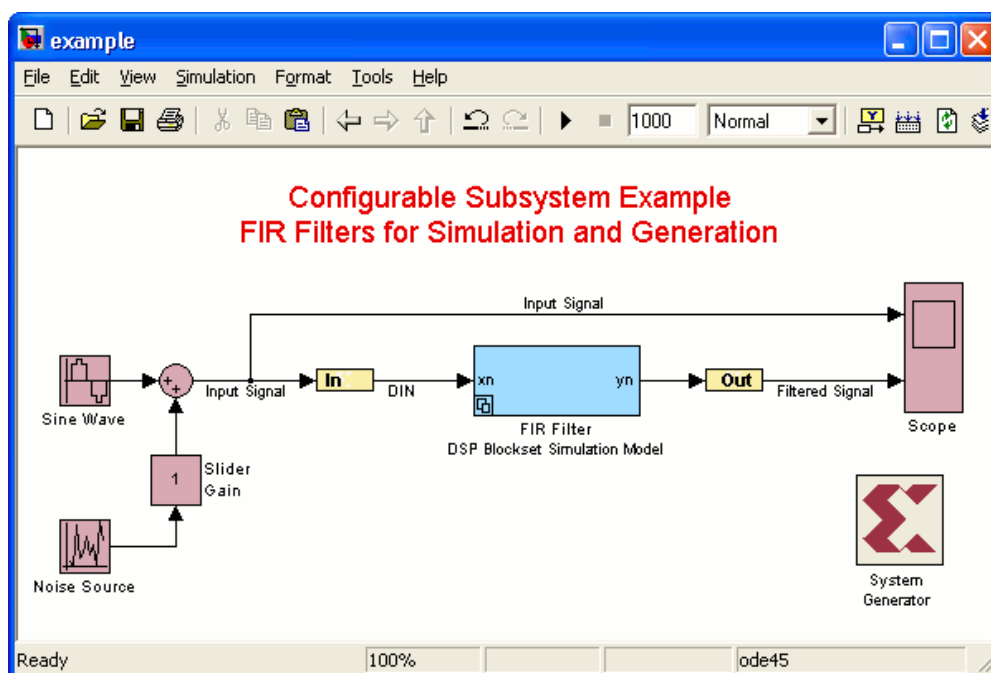 example
File Edit View Simulation Format Tools Help
1000 Normal
Configurable Subsystem Example
FIR Filters for Simulation and Generation
Input Signal
Sine Wave
+
+
Input Signal
In
DIN
xn
yn
FIR Filter
DSP Blockset Simulation Model
Out
Filtered Signal
Scope
1
Slider
Gain
Noise Source
System
Generator
Ready 100% ode45